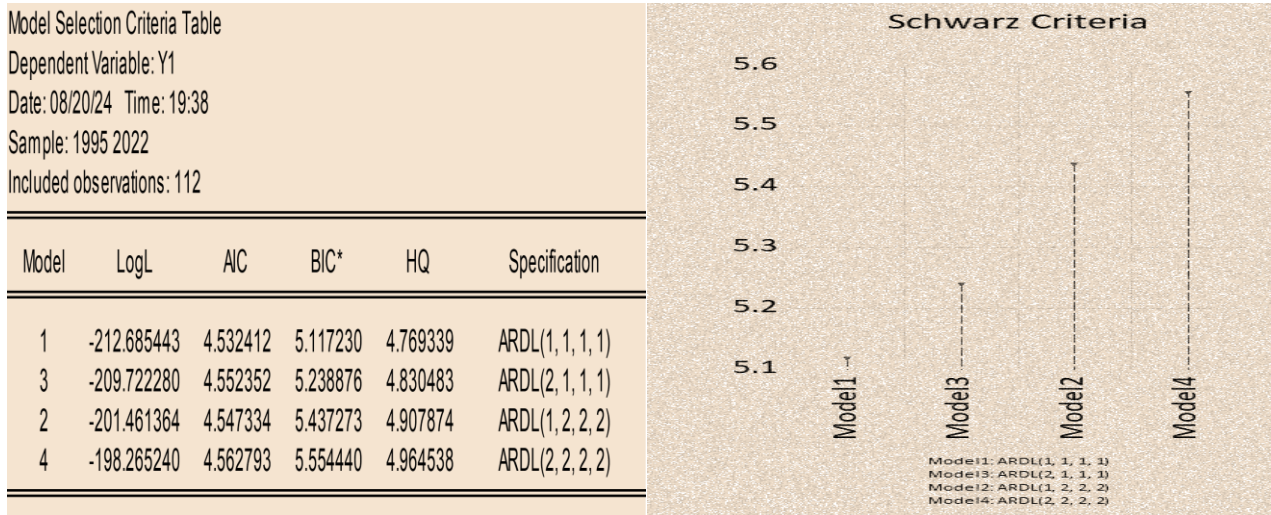 Model Selection Criteria Table
Dependent Variable: Y1
Date: 08/20/24 Time: 19:38
Sample: 1995 2022
Included observations: 112
Model LogL AIC BIC* HQ Specification
1 -212.685443 4.532412 5.117230 4.769339 ARDL(1, 1, 1, 1)
3 -209.722280 4.552352 5.238876 4.830483 ARDL(2, 1, 1, 1)
2 -201.461364 4.547334 5.437273 4.907874 ARDL(1, 2, 2, 2)
4 -198.265240 4.562793 5.554440 4.964538 ARDL(2, 2, 2, 2)
Schwarz Criteria
5.6
5.5
5.4
5.3
5.2
5.1
Model1
Model3
Model2
Model4
Model1: ARDL(1, 1, 1, 1)
Model3: ARDL(2, 1, 1, 1)
Model2: ARDL(1, 2, 2, 2)
Model4: ARDL(2, 2, 2, 2)